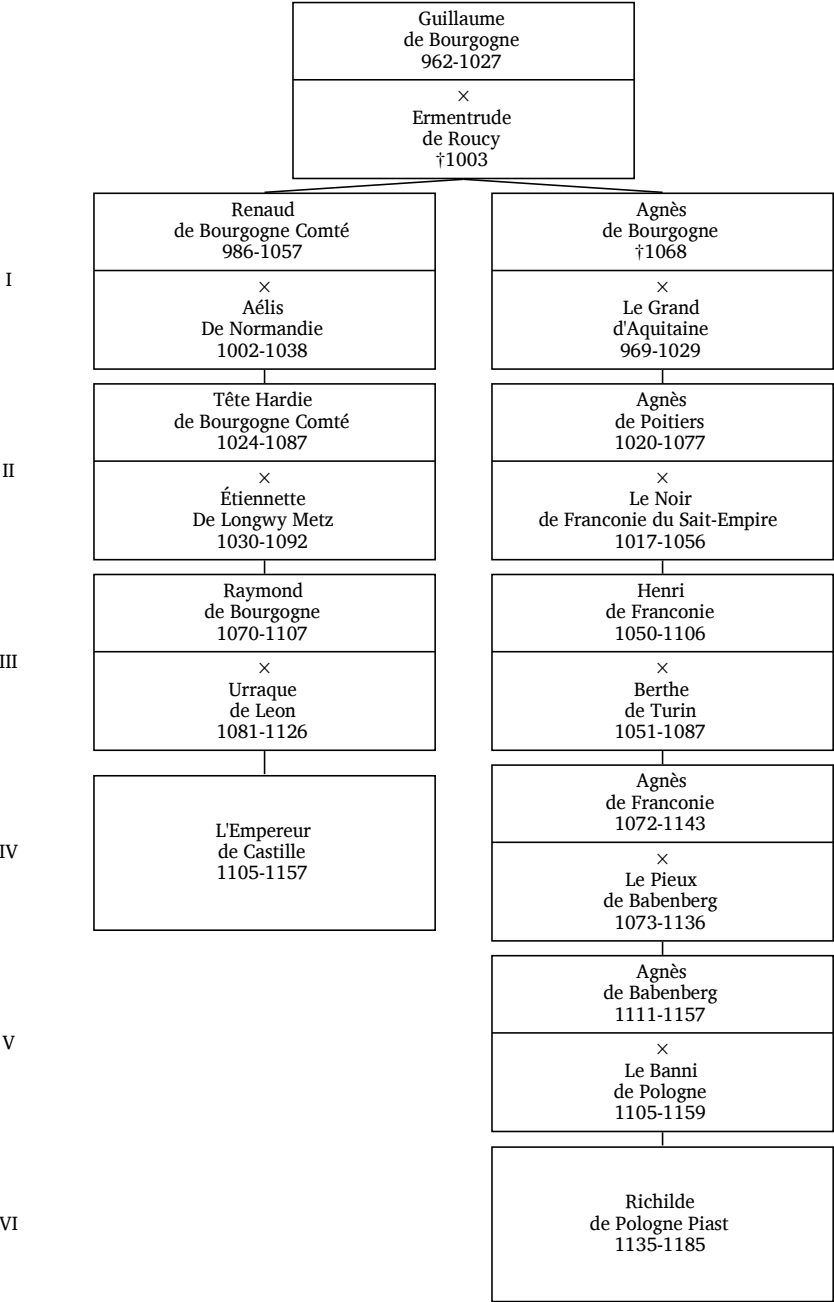 Guillaume
de Bourgogne
962-1027
×
Ermentrude
de Roucy
†1003
I
Renaud
de Bourgogne Comté
986-1057
×
Aélis
De Normandie
1002-1038
Agnès
de Bourgogne
†1068
×
Le Grand
d'Aquitaine
969-1029
II
Tête Hardie
de Bourgogne Comté
1024-1087
×
Étiennette
De Longwy Metz
1030-1092
Agnès
de Poitiers
1020-1077
×
Le Noir
de Franconie du Sait-Empire
1017-1056
III
Raymond
de Bourgogne
1070-1107
×
Urraque
de Leon
1081-1126
Henri
de Franconie
1050-1106
×
Berthe
de Turin
1051-1087
IV
L'Empereur
de Castille
1105-1157
Agnès
de Franconie
1072-1143
×
Le Pieux
de Babenberg
1073-1136
V
Agnès
de Babenberg
1111-1157
×
Le Banni
de Pologne
1105-1159
VI
Richilde
de Pologne Piast
1135-1185